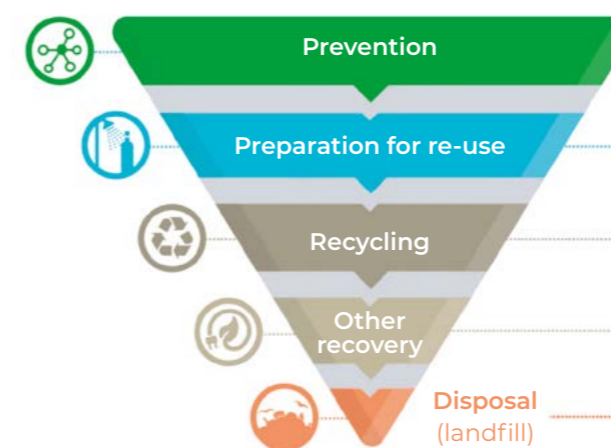 Prevention
Preparation for re-use
Recycling
Other
recovery
Disposal
(landfill)